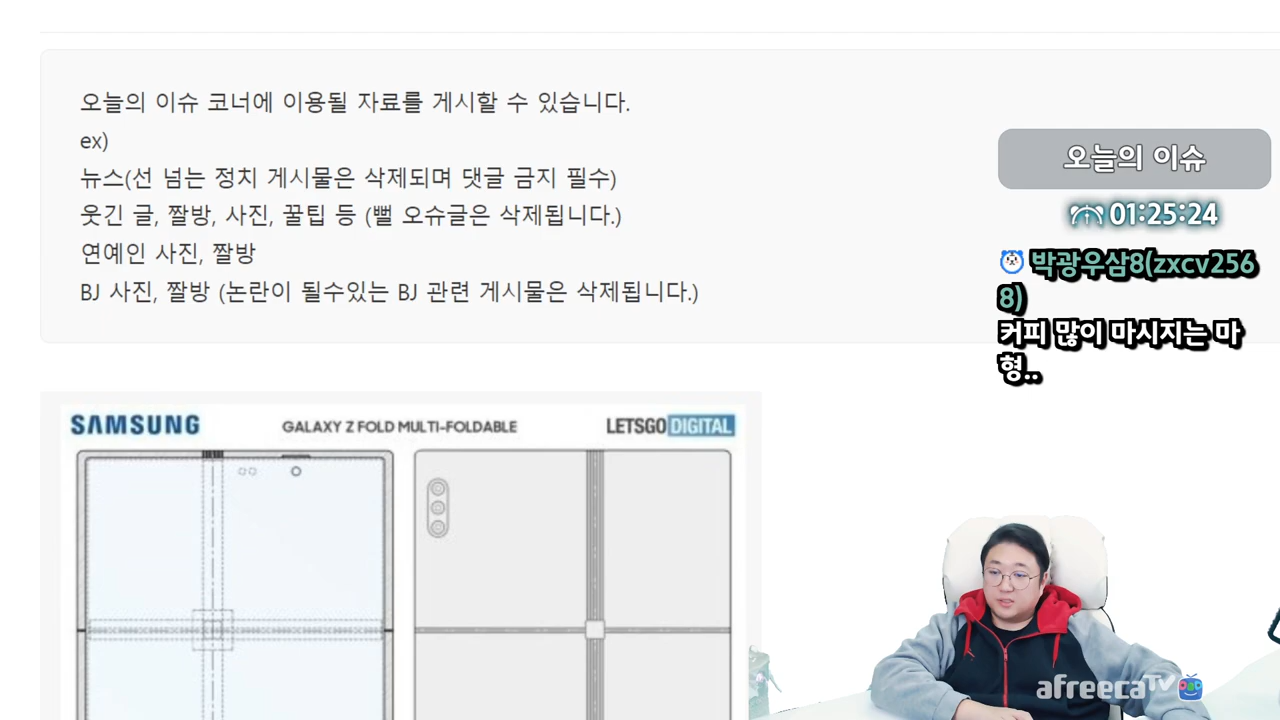 오늘의 이슈 코너에 이용될 자료를 게시할 수 있습니다.
ex)
뉴스(선 넘는 정치 게시물은 삭제되며 댓글 금지 필수)
웃긴 글, 짤방, 사진, 꿀팁 등 (뻘 오슈글은 삭제됩니다.)
연예인 사진, 짤방
BJ 사진, 짤방 (논란이 될수있는 BJ 관련 게시물은 삭제됩니다.)
오늘의 이슈
01:25:24
박광우삼8(zxcv256
8)
커피 많이 마시지는 마
형..
SAMSUNG
GALAXY Z FOLD MULTI-FOLDABLE
LETSGODIGITAL
afreecaTV